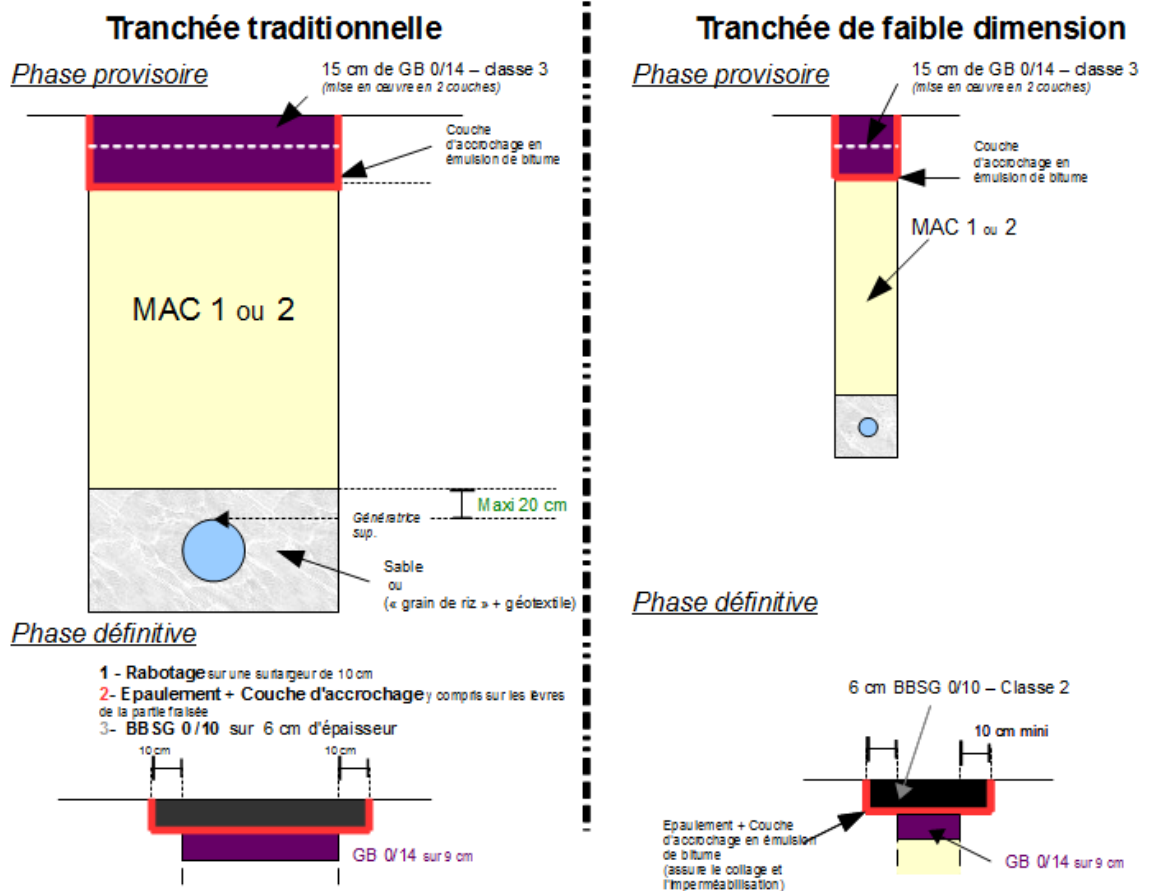 Tranchée traditionnelle
Phase provisoire
15 cm de GB 0/14 – classe 3
(mise en œuvre en 2 couches)
Couche
d'accrochage en
émulsion de bitume
MAC 1 ou 2
Maxi 20 cm
Génératrice
sup.
Sable
ou
(« grain de riz » + géotextile)
Phase définitive
1 - Rabotage sur une surlargeur de 10 cm
2- Epaulement + Couche d'accrochage y compris sur les lèvres
de la partie fraisée
3- BBSG 0/10 sur 6 cm d'épaisseur
10 cm
10 cm
GB 0/14 sur 9 cm
Tranchée de faible dimension
Phase provisoire
15 cm de GB 0/14 – classe 3
(mise en œuvre en 2 couches)
Couche
d'accrochage en
émulsion de bitume
MAC 1 ou 2
Phase définitive
6 cm BBSG 0/10 – Classe 2
10 cm mini
Epaulement + Couche
d'accrochage en émulsion
de bitume
(assure le collage et
l'imperméabilisation)
GB 0/14 sur 9 cm